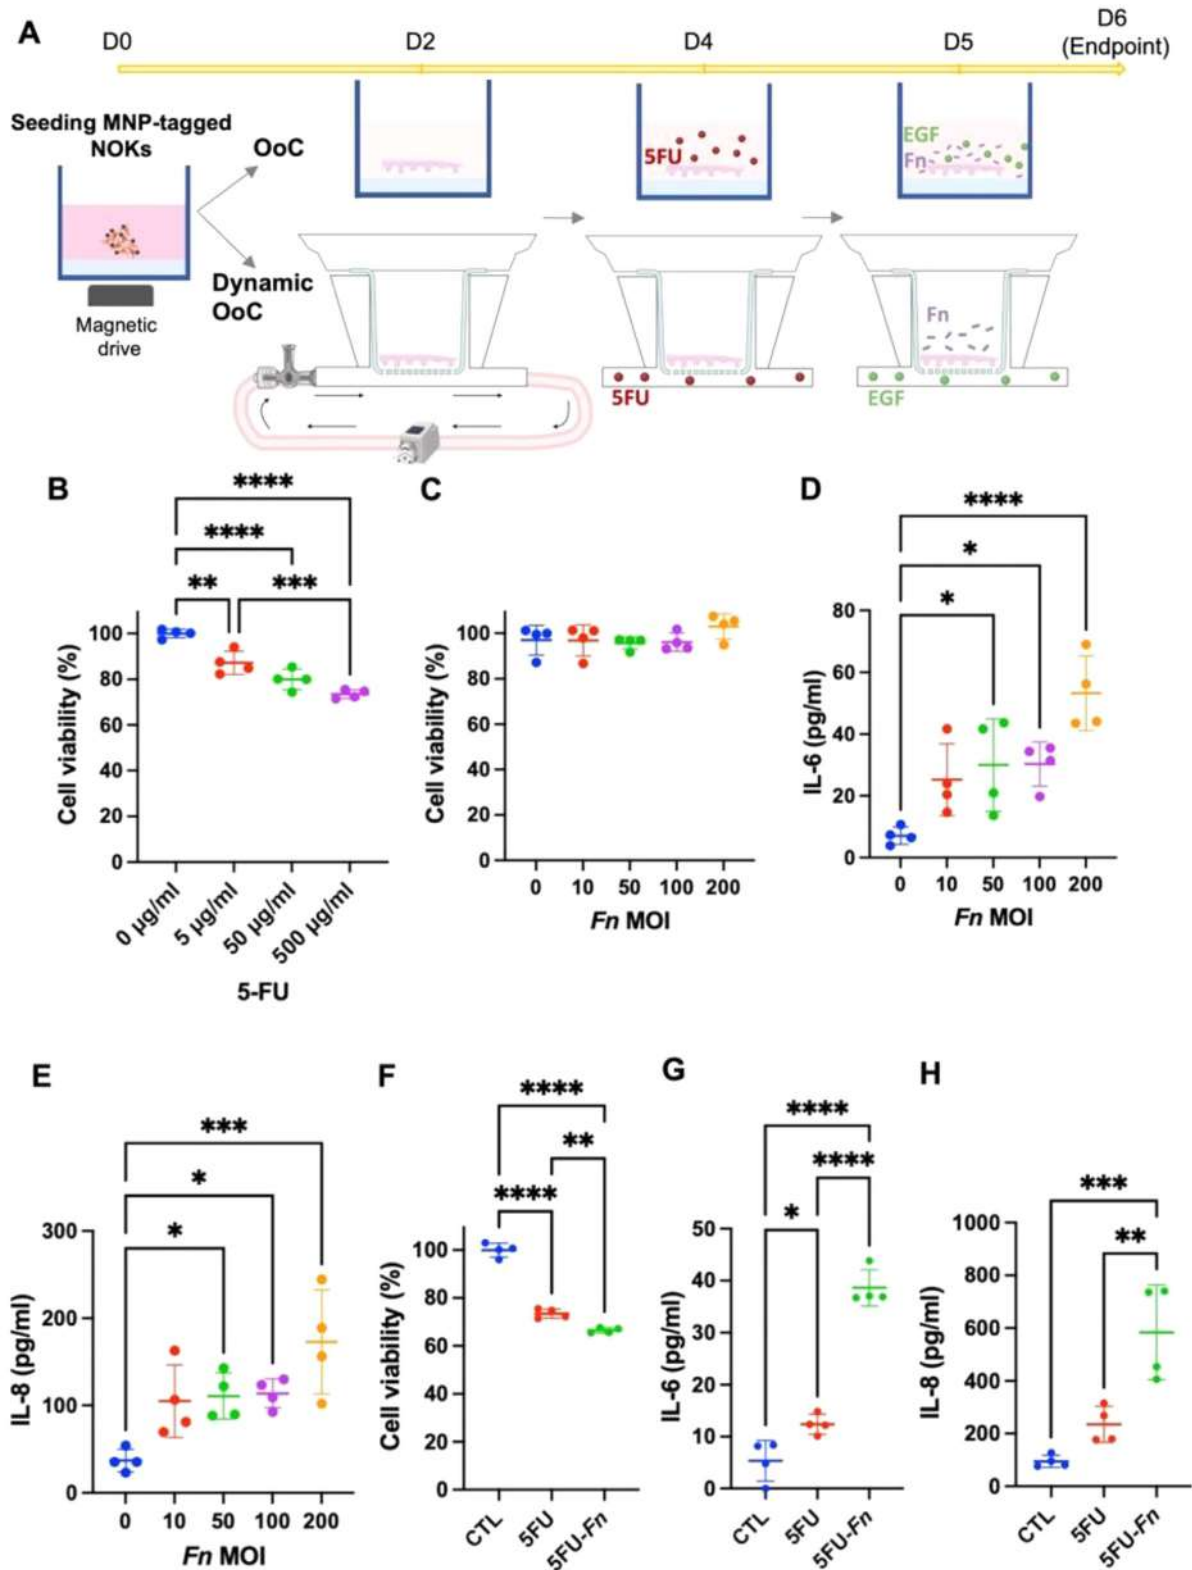 A
D0
D2
D4
D5
D6
(Endpoint)
Seeding MNP-tagged
NOKs
OoC
Dynamic
OoC
Magnetic
drive
5FU
EGF
Fn
5FU
Fn
EGF
B
****
****
**
***
Cell viability (%)
100
80
60
40
20
0
0 µg/ml
5 µg/ml
50 µg/ml
500 µg/ml
5-FU
C
Cell viability (%)
100
80
60
40
20
0
0
10
50
100
200
Fn MOI
D
****
*
*
IL-6 (pg/ml)
80
60
40
20
0
0
10
50
100
200
Fn MOI
E
***
*
*
IL-8 (pg/ml)
300
200
100
0
0
10
50
100
200
Fn MOI
F
****
**
****
Cell viability (%)
100
80
60
40
20
0
CTL
5FU
5FU-Fn
G
****
****
*
IL-6 (pg/ml)
50
40
30
20
10
0
CTL
5FU
5FU-Fn
H
***
**
IL-8 (pg/ml)
1000
800
600
400
200
0
CTL
5FU
5FU-Fn